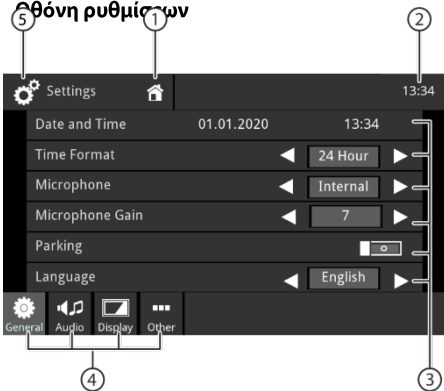 Οθόνη ρυθμίσεων
5 1 2
Settings 13:34
Date and Time 01.01.2020 13:34
Time Format 24 Hour
Microphone Internal
Microphone Gain 7
Parking
Language English
General Audio Display Other
4 3